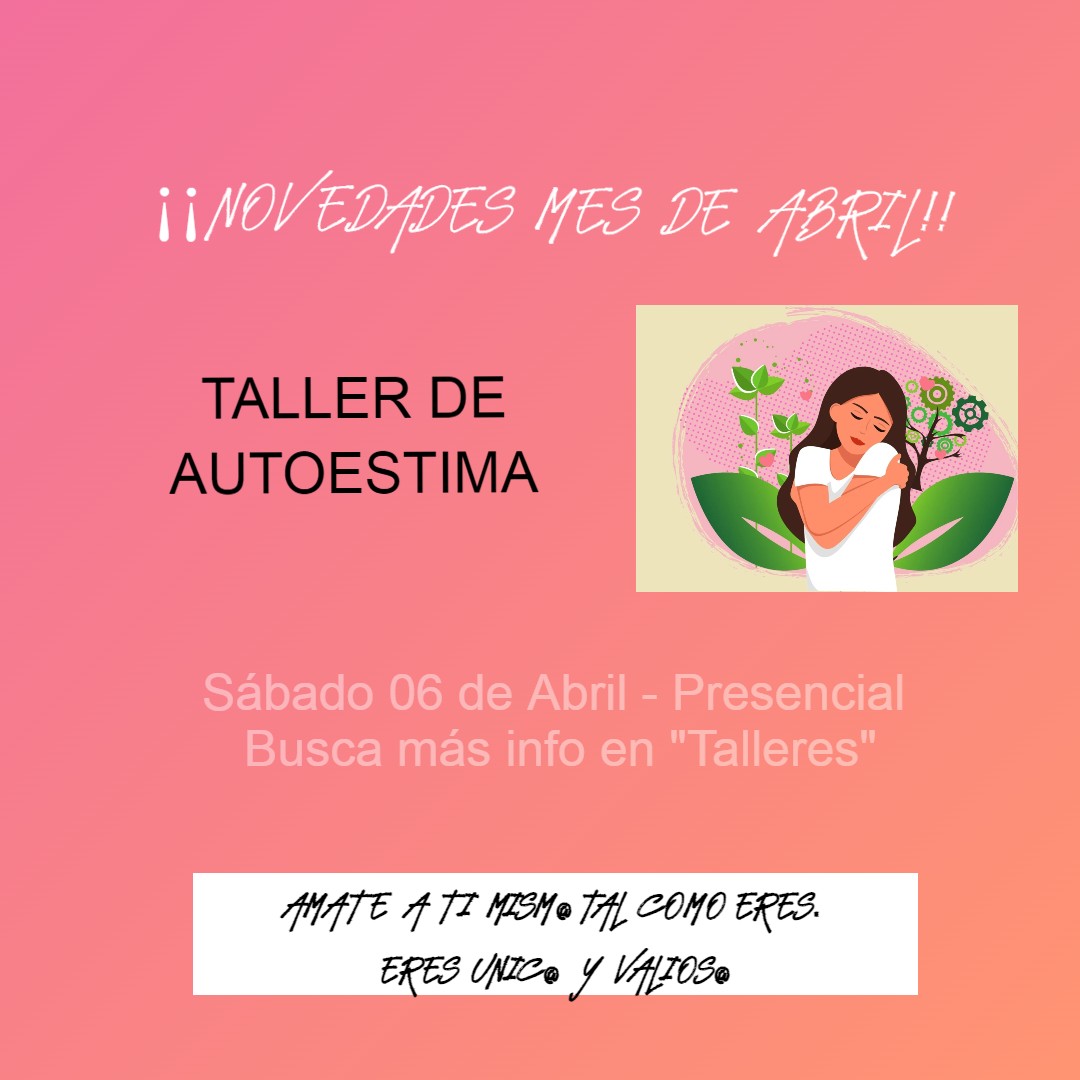 ¡¡NOVEDADES MES DE ABRIL!!
TALLER DE
AUTOESTIMA
Sábado 06 de Abril - Presencial
Busca más info en "Talleres"
AMATE A TI MISM@ TAL COMO ERES.
ERES UNIC@ Y VALIOS@